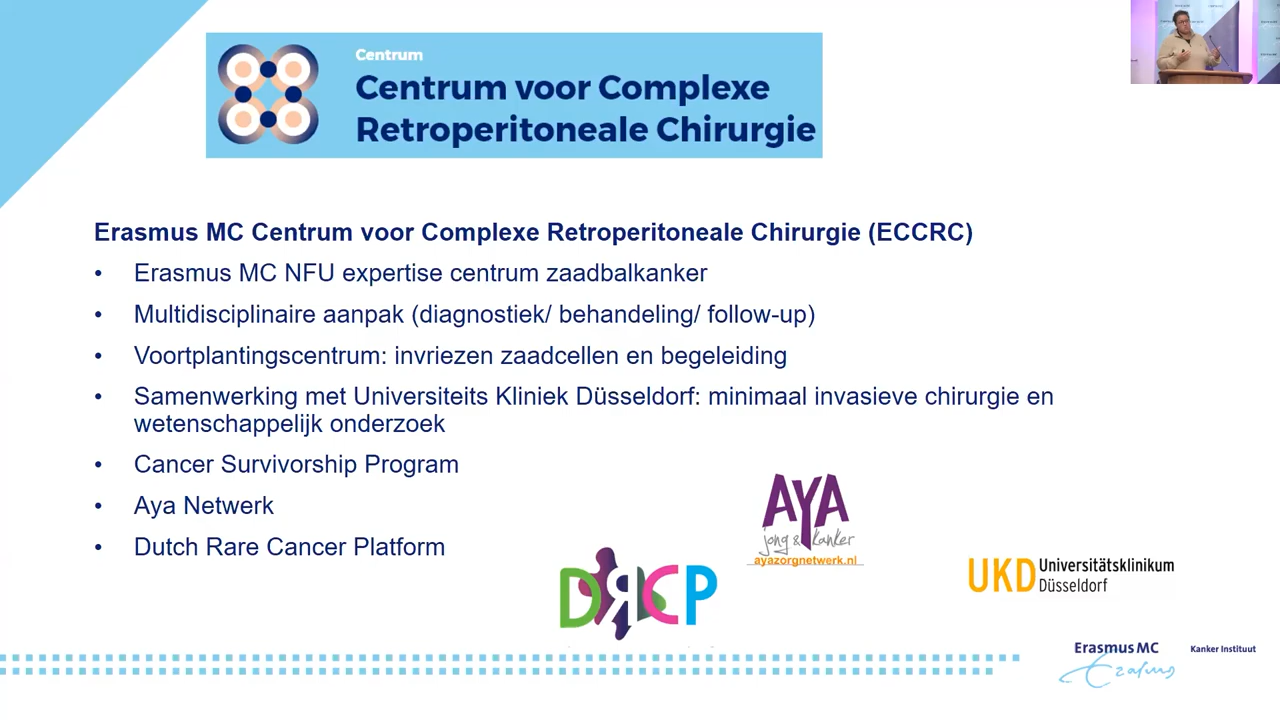 Centrum
Centrum voor Complexe
Retroperitoneale Chirurgie
Erasmus MC Centrum voor Complexe Retroperitoneale Chirurgie (ECCRC)
• Erasmus MC NFU expertise centrum zaadbalkanker
• Multidisciplinaire aanpak (diagnostiek/ behandeling/ follow-up)
• Voortplantingscentrum: invriezen zaadcellen en begeleiding
• Samenwerking met Universiteits Kliniek Düsseldorf: minimaal invasieve chirurgie en
wetenschappelijk onderzoek
• Cancer Survivorship Program
• Aya Netwerk
• Dutch Rare Cancer Platform
AYA
jong & kanker
ayazorgnetwerk.nl
DRCP
UKD Universitätsklinikum
Düsseldorf
Erasmus MC
Erasmus
Kanker Instituut